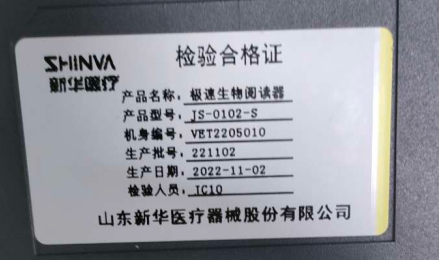 SHINVA
新华医疗
检验合格证
产品名称: 极速生物阅读器
产品型号: JS-0102-S
机身编号: VET2205010
生产批号: 221102
生产日期: 2022-11-02
检验人员: JC10
山东新华医疗器械股份有限公司